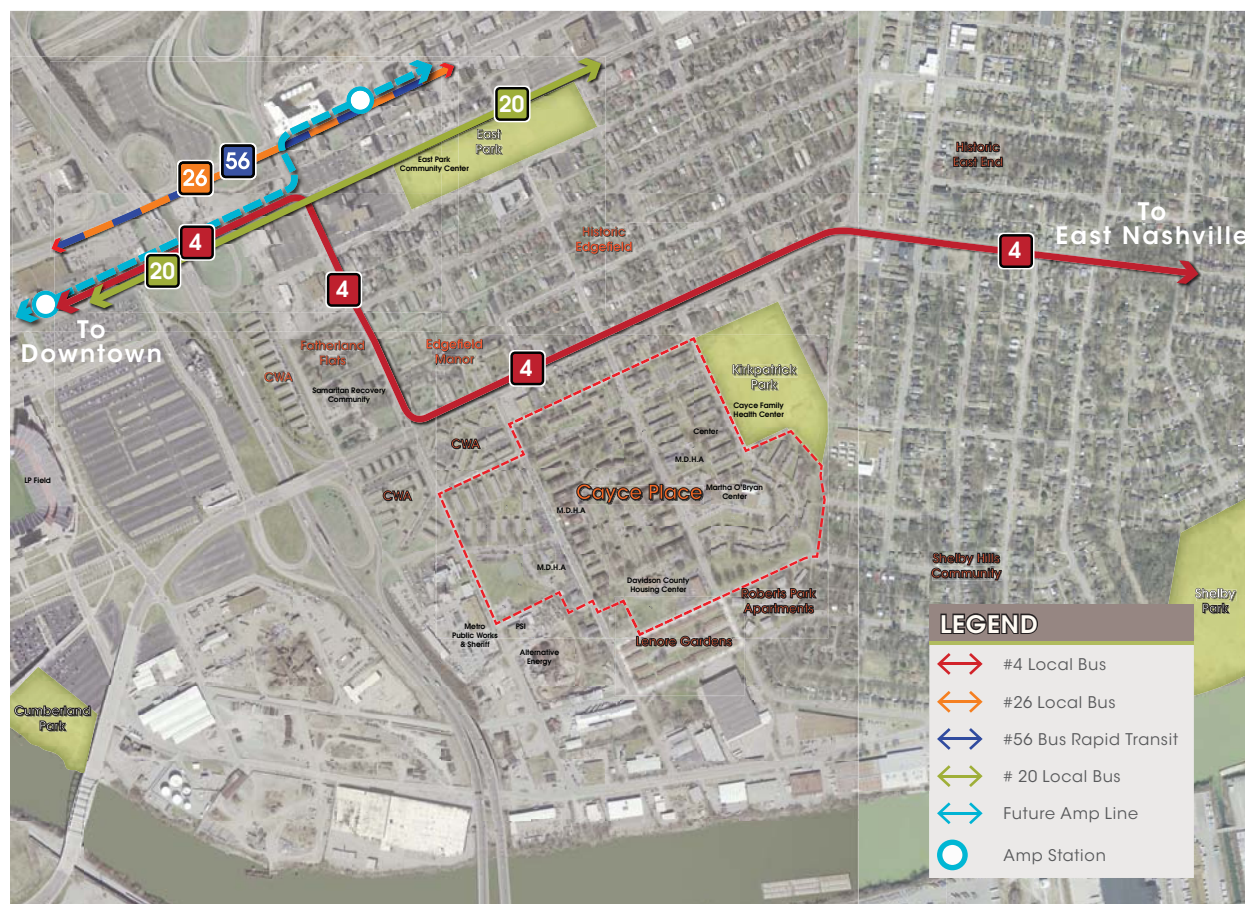 20
East
Park
East Park
Community Center
56
26
Historic
East End
To
East Nashville
Historic
Edgefield
4
4
20
4
To
Downtown
Fatherland
Flats
Edgefield
Manor
4
CWA
Samaritan Recovery
Community
Kirkpatrick
Park
Cayce Family
Health Center
Center
CWA
M.D.H.A
LP Field
CWA
Cayce Place
Martha O'Bryan
Center
M.D.H.A
M.D.H.A
Davidson County
Housing Center
Shelby Hills
Community
Roberts Park
Apartments
Shelby
Park
Metro
Public Works
& Sheriff
PSI
Alternative
Energy
Lenore Gardens
Cumberland
Park
LEGEND
#4 Local Bus
#26 Local Bus
#56 Bus Rapid Transit
# 20 Local Bus
Future Amp Line
Amp Station